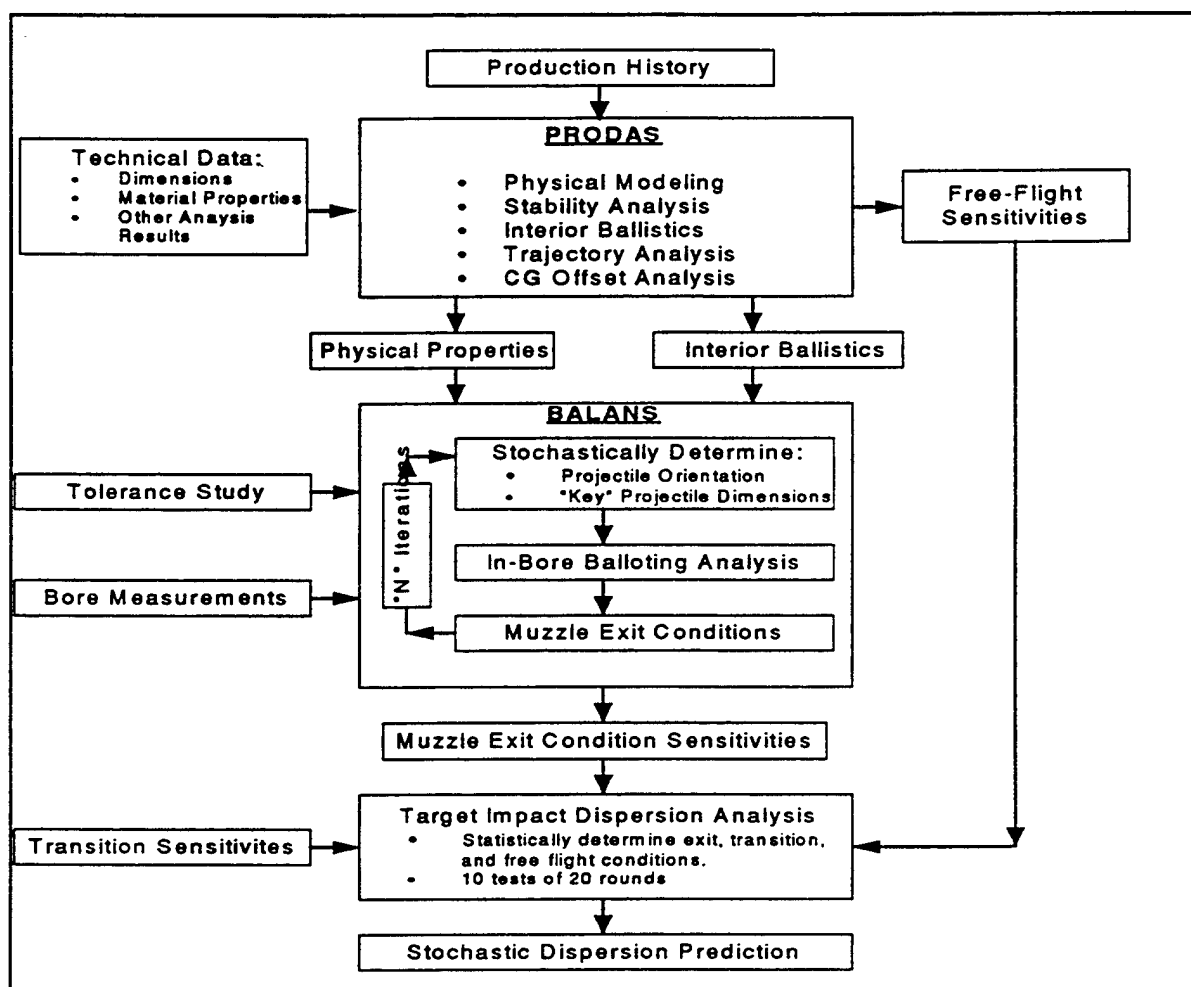 Production History
PRODAS
• Physical Modeling
• Stability Analysis
• Interior Ballistics
• Trajectory Analysis
• CG Offset Analysis
Technical Data:
• Dimensions
• Material Properties
• Other Anaysis
Results
Free-Flight
Sensitivities
Physical Properties
Interior Ballistics
BALANS
"N" Iterations
Stochastically Determine:
• Projectile Orientation
• "Key" Projectile Dimensions
In-Bore Balloting Analysis
Muzzle Exit Conditions
Tolerance Study
Bore Measurements
Muzzle Exit Condition Sensitivities
Target Impact Dispersion Analysis
• Statistically determine exit, transition,
and free flight conditions.
• 10 tests of 20 rounds
Transition Sensitivites
Stochastic Dispersion Prediction